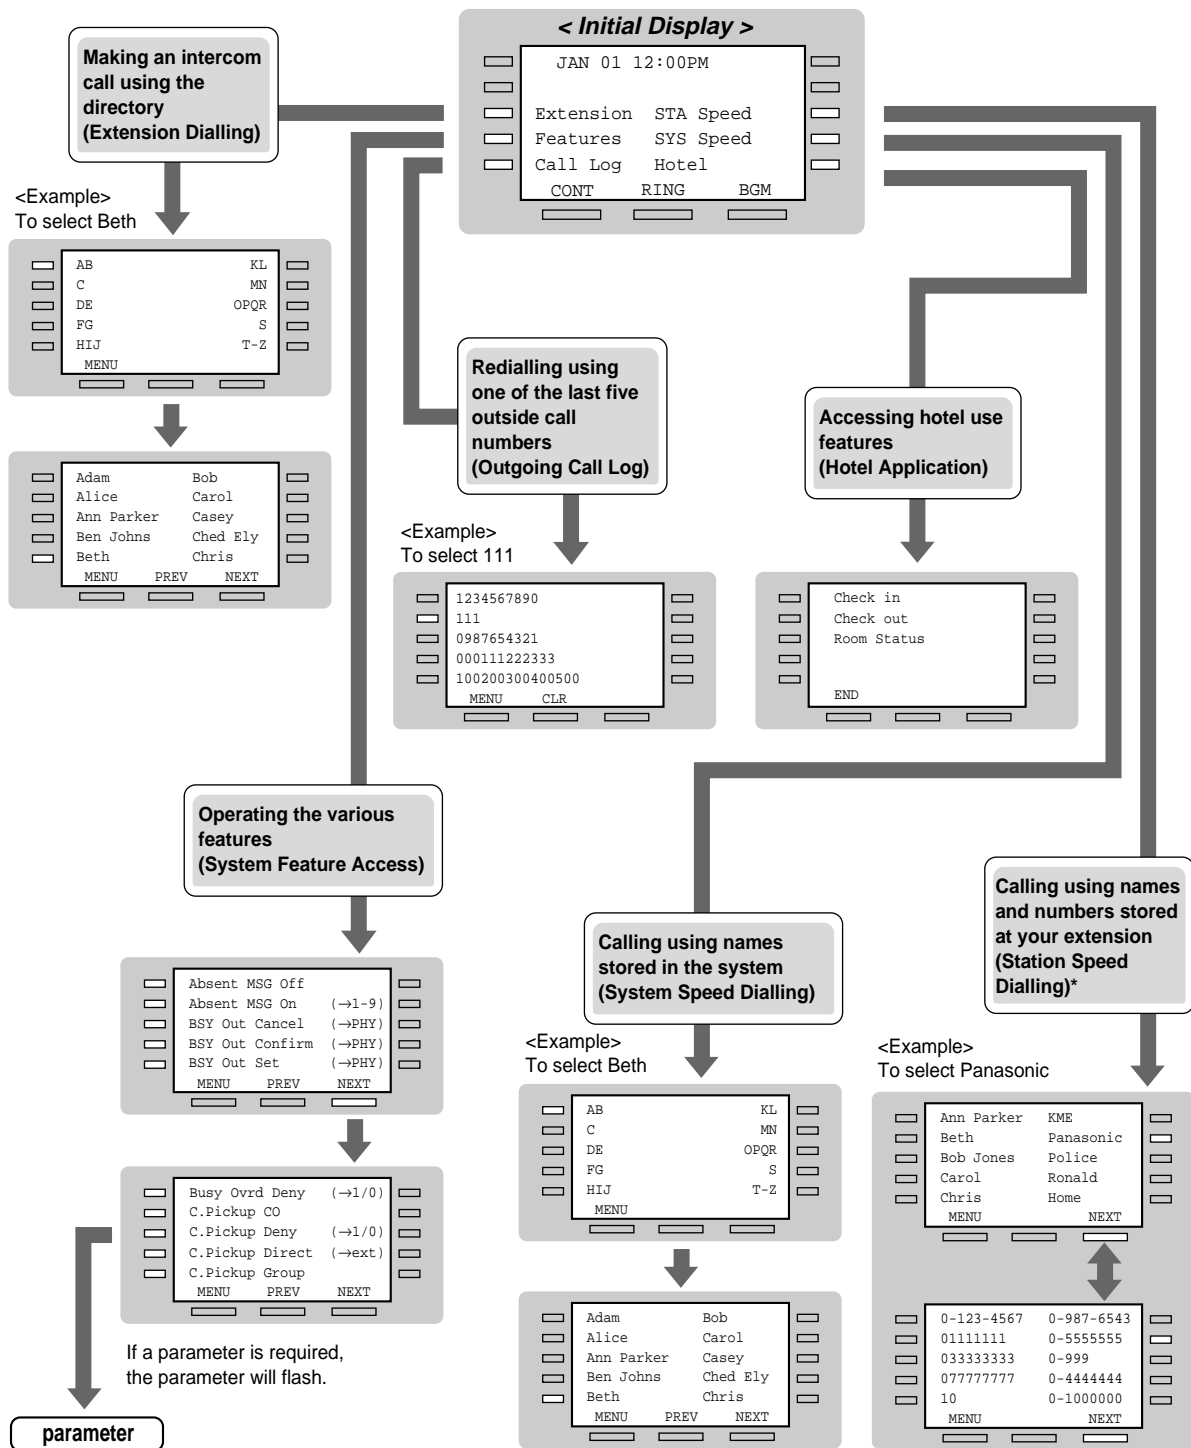 < Initial Display >
JAN 01 12:00PM
Extension STA Speed
Features SYS Speed
Call Log Hotel
CONT RING BGM
Making an intercom
call using the
directory
(Extension Dialling)
<Example>
To select Beth
AB KL
C MN
DE OPQR
FG S
HIJ T-Z
MENU
Adam Bob
Alice Carol
Ann Parker Casey
Ben Johns Ched Ely
Beth Chris
MENU PREV NEXT
Redialling using
one of the last five
outside call
numbers
(Outgoing Call Log)
<Example>
To select 111
1234567890
111
0987654321
000111222333
100200300400500
MENU CLR
Accessing hotel use
features
(Hotel Application)
Check in
Check out
Room Status
END
Operating the various
features
(System Feature Access)
Absent MSG Off
Absent MSG On (→1-9)
BSY Out Cancel (→PHY)
BSY Out Confirm (→PHY)
BSY Out Set (→PHY)
MENU PREV NEXT
Busy Ovrd Deny (→1/0)
C.Pickup CO
C.Pickup Deny (→1/0)
C.Pickup Direct (→ext)
C.Pickup Group
MENU PREV NEXT
If a parameter is required,
the parameter will flash.
parameter
Calling using names
stored in the system
(System Speed Dialling)
<Example>
To select Beth
AB KL
C MN
DE OPQR
FG S
HIJ T-Z
MENU
Adam Bob
Alice Carol
Ann Parker Casey
Ben Johns Ched Ely
Beth Chris
MENU PREV NEXT
Calling using names
and numbers stored
at your extension
(Station Speed
Dialling)*
<Example>
To select Panasonic
Ann Parker KME
Beth Panasonic
Bob Jones Police
Carol Ronald
Chris Home
MENU NEXT
0-123-4567 0-987-6543
01111111 0-5555555
033333333 0-999
077777777 0-4444444
10 0-1000000
MENU NEXT